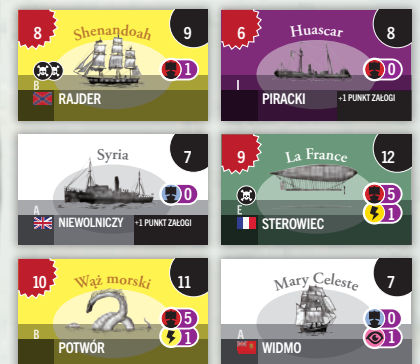 8 Shenandoah 9
1
B
RAJDER
6 Huascar 8
0
I
PIRACKI +1 PUNKT ZAŁOGI
Syria 7
0
A
NIEWOLNICZY +1 PUNKT ZAŁOGI
9 La France 12
5
1
E
STEROWIEC
10 Wąż morski 11
5
1
B
POTWÓR
Mary Celeste 7
0
1
A
WIDMO